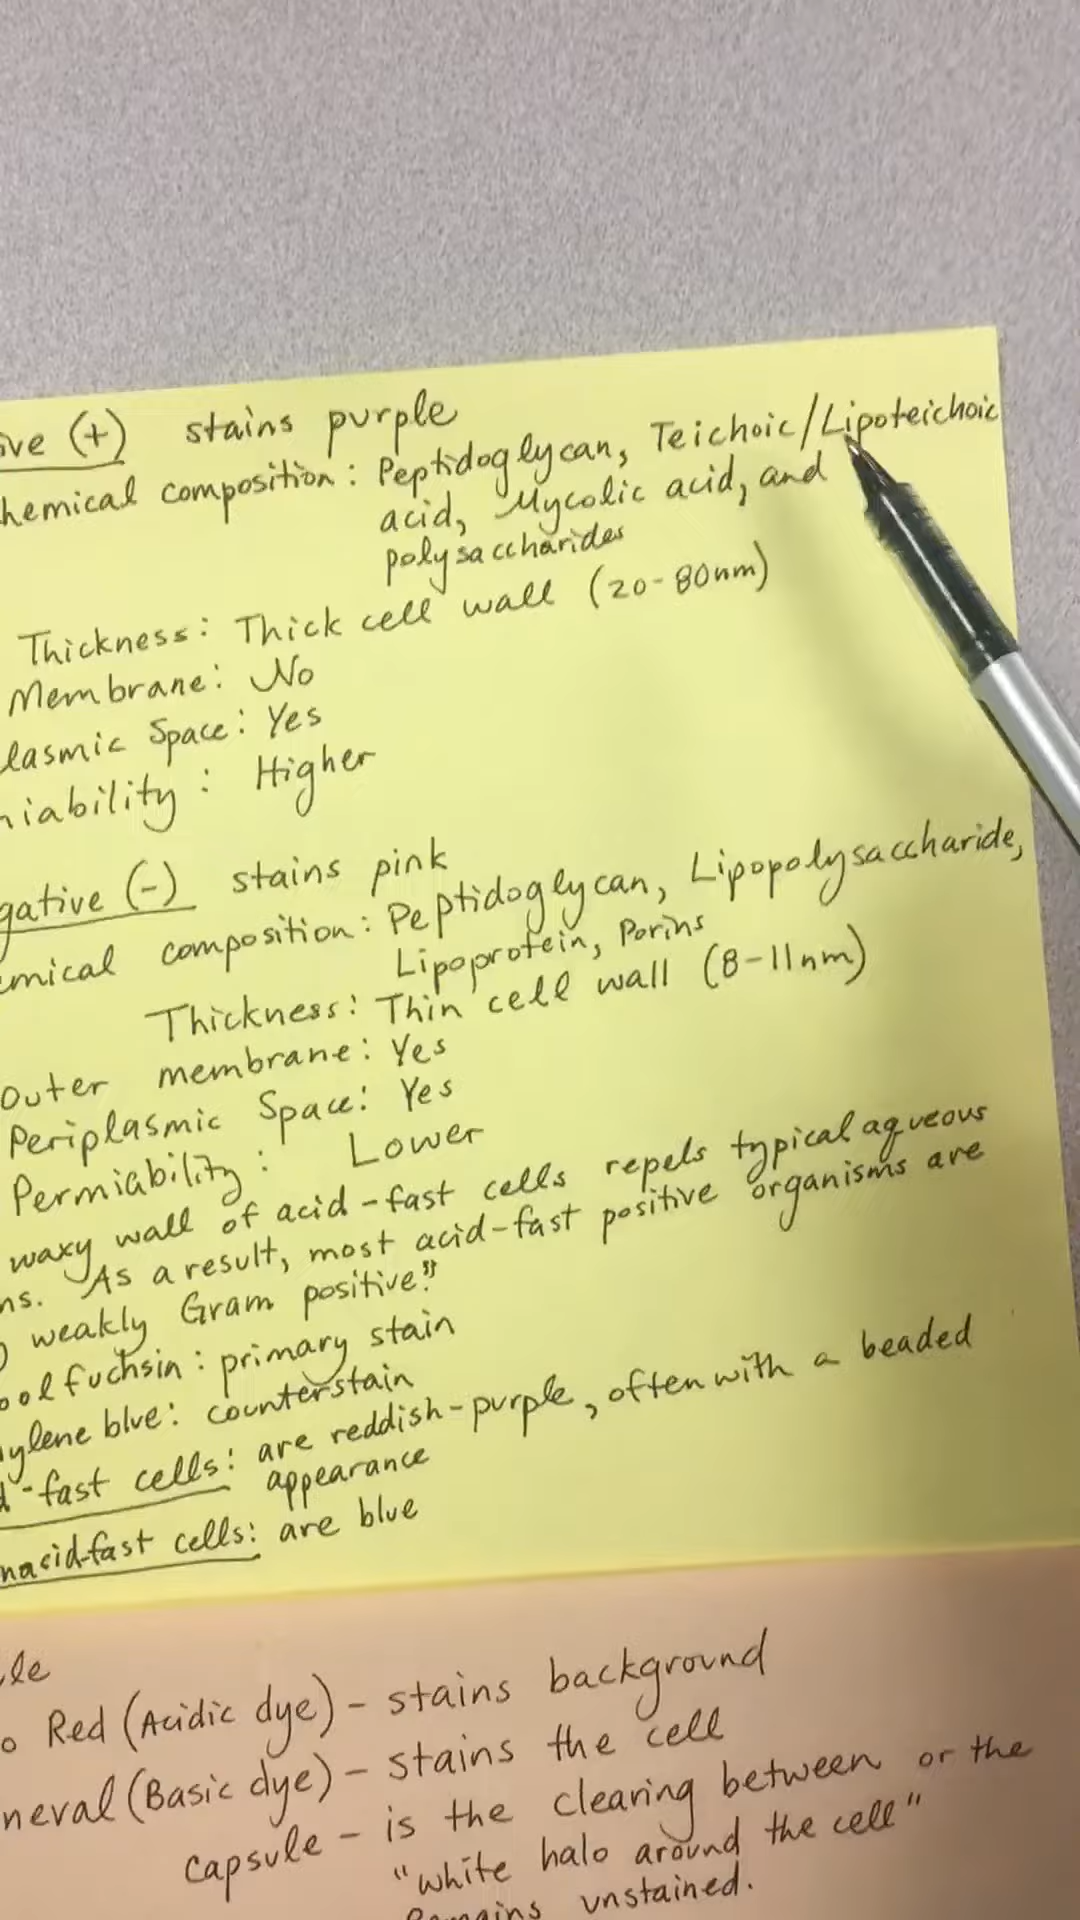 ive (+) stains purple
hemical composition: Peptidoglycan, Teichoic/Lipoteichoic
acid, Mycolic acid, and
polysaccharides
Thickness: Thick cell wall (20-80nm)
Membrane: No
lasmic Space: Yes
niability: Higher
gative (-) stains pink
emical composition: Peptidoglycan, Lipopolysaccharide,
Lipoprotein, Porins
Thickness: Thin cell wall (8-11nm)
Outer membrane: Yes
Periplasmic Space: Yes
Permiability: Lower
waxy wall of acid-fast cells repels typical aqueous
ns. As a result, most acid-fast positive organisms are
weakly Gram positive."
ool fuchsin: primary stain
ylene blue: counterstain
d-fast cells: are reddish-purple, often with a beaded
appearance
nacid-fast cells: are blue
le
o Red (Acidic dye) - stains background
neval (Basic dye) - stains the cell
capsule - is the clearing between or the
"white halo around the cell"
Remains unstained.